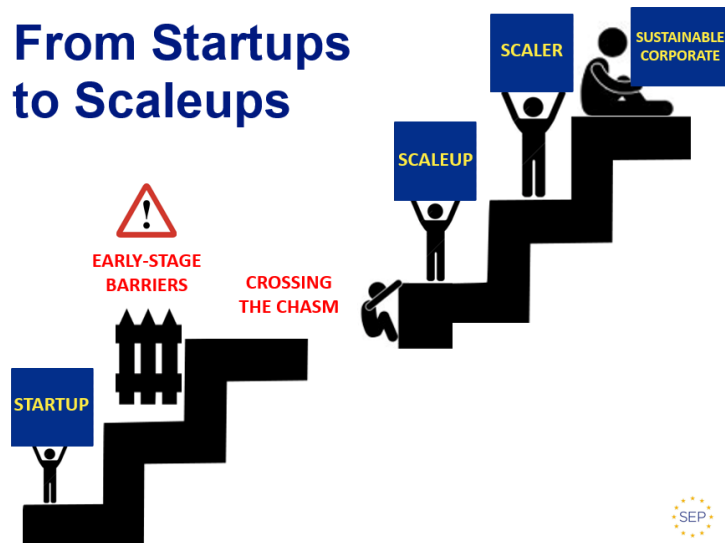 From Startups
to Scaleups
SCALER
SUSTAINABLE
CORPORATE
SCALEUP
!
EARLY-STAGE
BARRIERS
CROSSING
THE CHASM
STARTUP
SEP